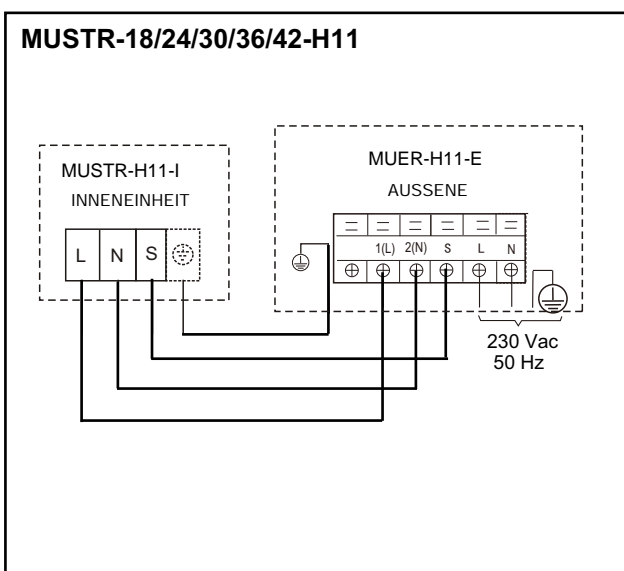 MUSTR-18/24/30/36/42-H11
MUSTR-H11-I
INNENEINHEIT
L N S
MUER-H11-E
AUSSENE
1(L) 2(N) S L N
230 Vac
50 Hz